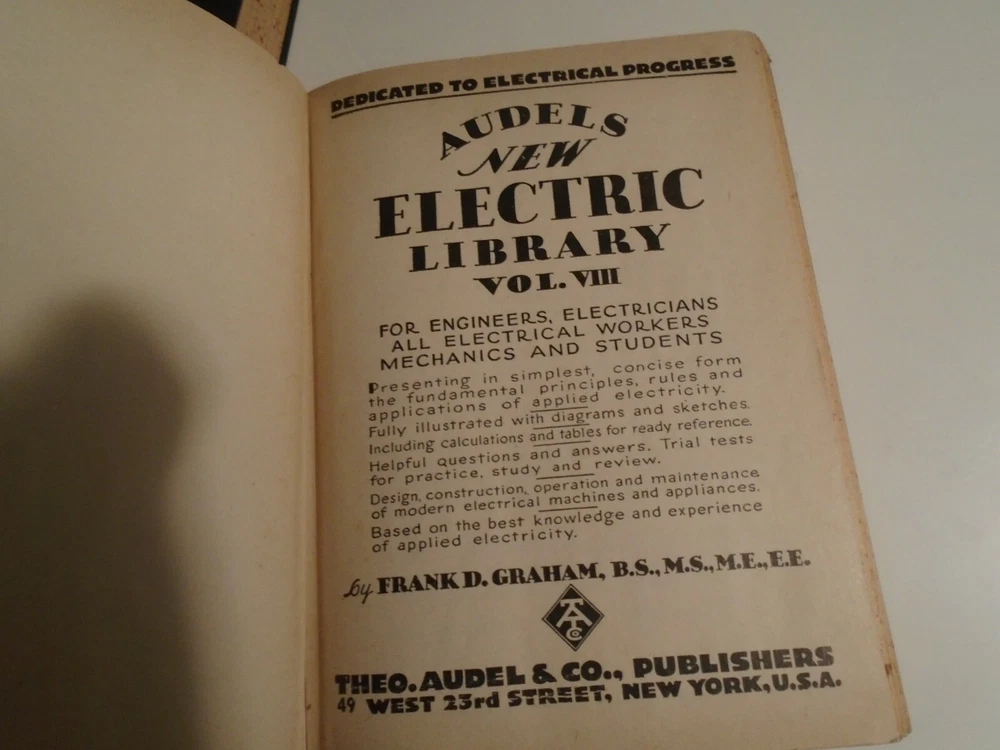 DEDICATED TO ELECTRICAL PROGRESS
AUDELS
NEW
ELECTRIC
LIBRARY
VOL. VIII
FOR ENGINEERS, ELECTRICIANS
ALL ELECTRICAL WORKERS
MECHANICS AND STUDENTS
Presenting in simplest, concise form
the fundamental principles, rules and
applications of applied electricity.
Fully illustrated with diagrams and sketches.
Including calculations and tables for ready reference.
Helpful questions and answers. Trial tests
for practice, study and review.
Design, construction, operation and maintenance
of modern electrical machines and appliances.
Based on the best knowledge and experience
of applied electricity.
by FRANK D. GRAHAM, B.S., M.S., M.E., E.E.
TACo
THEO. AUDEL & CO., PUBLISHERS
49 WEST 23rd STREET, NEW YORK, U.S.A.